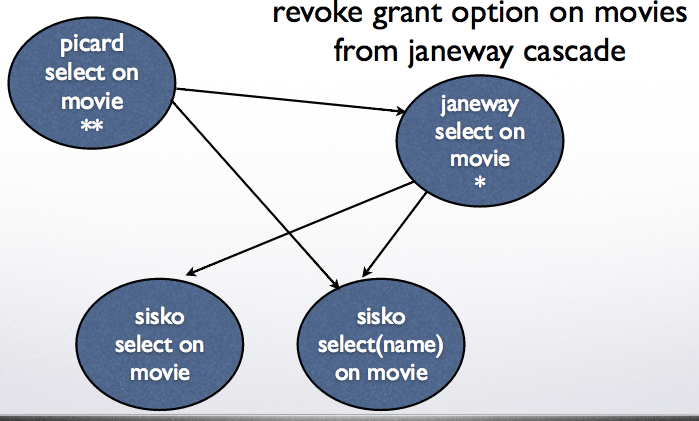 revoke grant option on movies
from janeway cascade
picard
select on
movie
**
janeway
select on
movie
*
sisko
select on
movie
sisko
select(name)
on movie